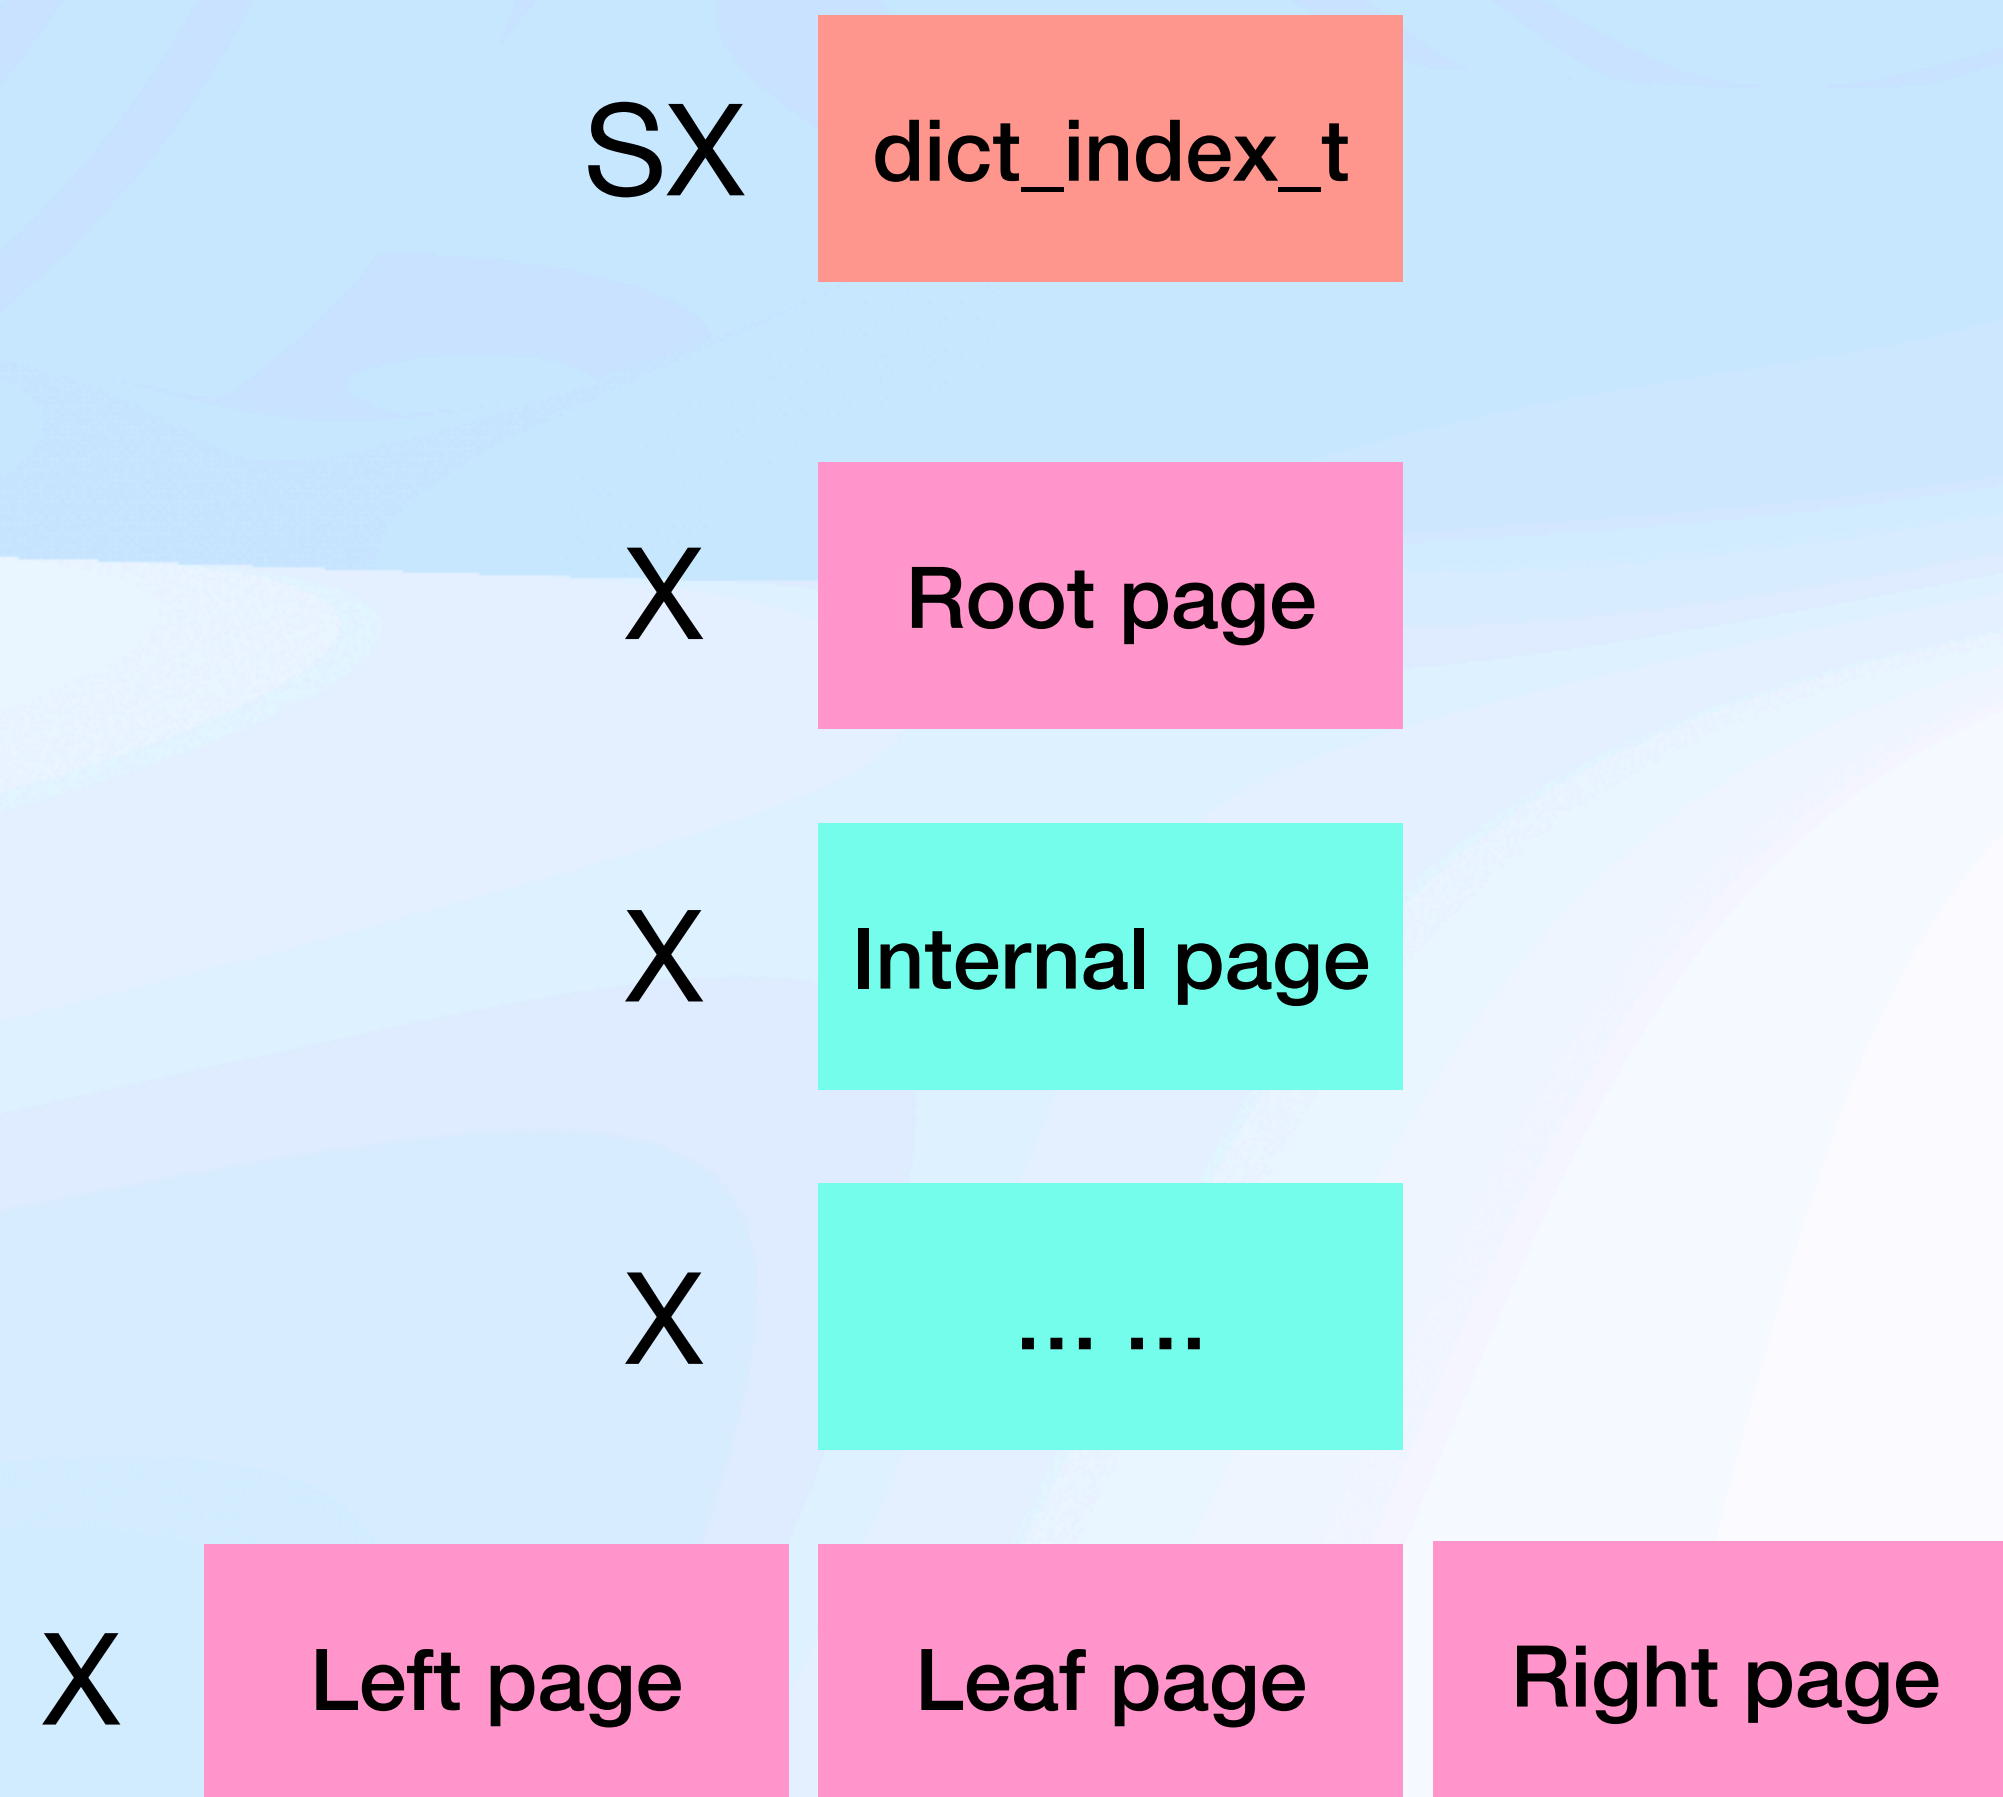 SX dict_index_t
X Root page
X Internal page
X ... ...
X Left page Leaf page Right page